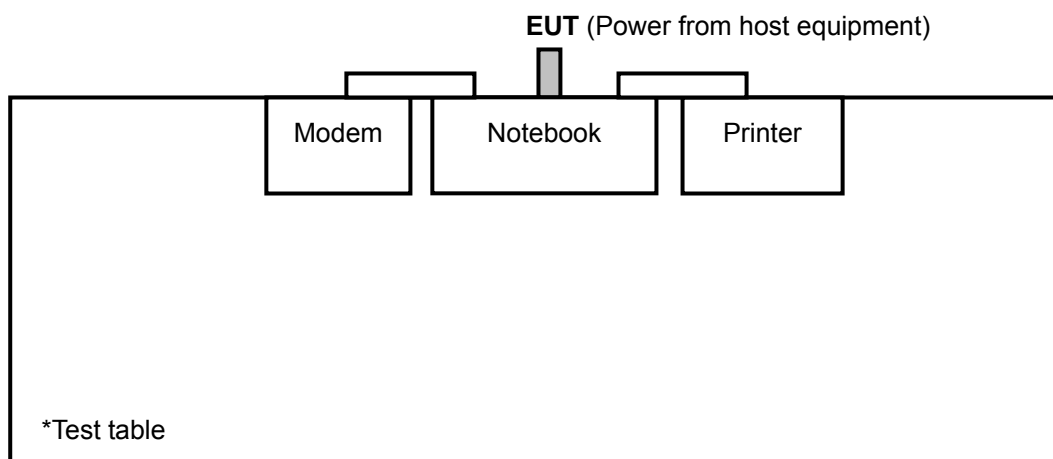 EUT (Power from host equipment)
Modem
Notebook
Printer
*Test table